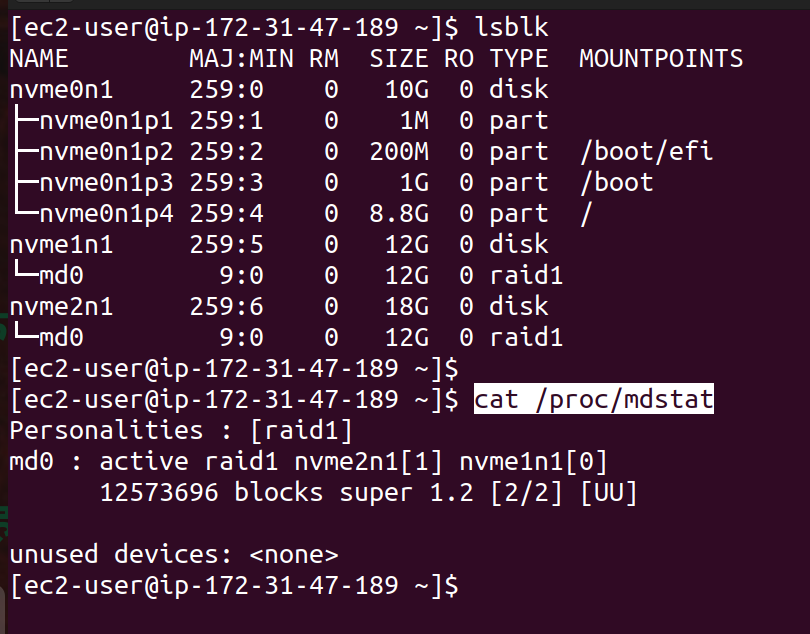 [ec2-user@ip-172-31-47-189 ~]$ lsblk
NAME        MAJ:MIN RM  SIZE RO TYPE  MOUNTPOINTS
nvme0n1     259:0    0   10G  0 disk
├─nvme0n1p1 259:1    0    1M  0 part
├─nvme0n1p2 259:2    0  200M  0 part  /boot/efi
├─nvme0n1p3 259:3    0    1G  0 part  /boot
└─nvme0n1p4 259:4    0  8.8G  0 part  /
nvme1n1     259:5    0   12G  0 disk
└─md0         9:0    0   12G  0 raid1
nvme2n1     259:6    0   18G  0 disk
└─md0         9:0    0   12G  0 raid1
[ec2-user@ip-172-31-47-189 ~]$
[ec2-user@ip-172-31-47-189 ~]$ cat /proc/mdstat
Personalities : [raid1]
md0 : active raid1 nvme2n1[1] nvme1n1[0]
      12573696 blocks super 1.2 [2/2] [UU]

unused devices: <none>
[ec2-user@ip-172-31-47-189 ~]$